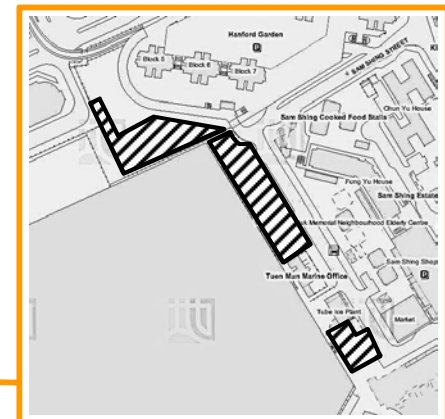 Hanford Garden
Block 5
Block 6
Block 7
SAM SHING STREET
Chun Yu House
Sam Shing Cooked Food Stalls
Fung Yu House
Sam Shing Estate
Memorial Neighbourhood Elderly Centre
Tuen Mun Marine Office
Sam Shing Shop
Tube Ice Plant
Market